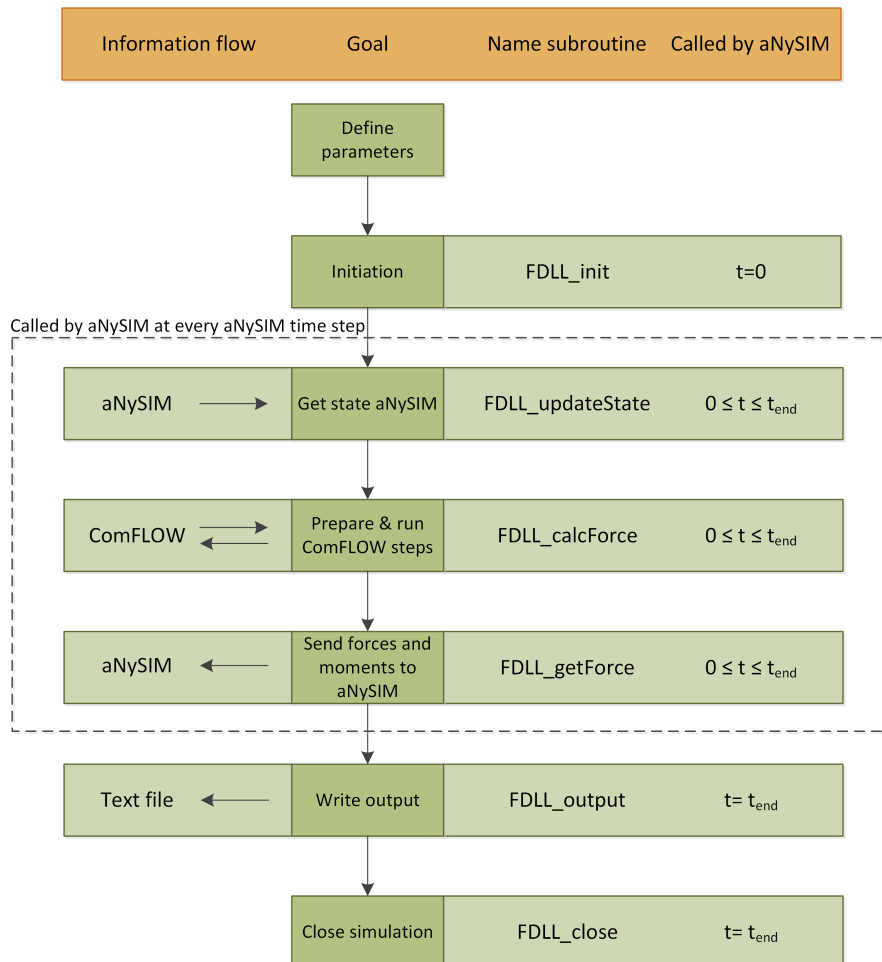 Information flow Goal Name subroutine Called by aNySIM
Define
parameters
Initiation FDLL_init t=0
Called by aNySIM at every aNySIM time step
aNySIM Get state aNySIM FDLL_updateState 0 ≤ t ≤ tend
ComFLOW Prepare & run
ComFLOW steps FDLL_calcForce 0 ≤ t ≤ tend
aNySIM Send forces and
moments to
aNySIM FDLL_getForce 0 ≤ t ≤ tend
Text file Write output FDLL_output t= tend
Close simulation FDLL_close t= tend